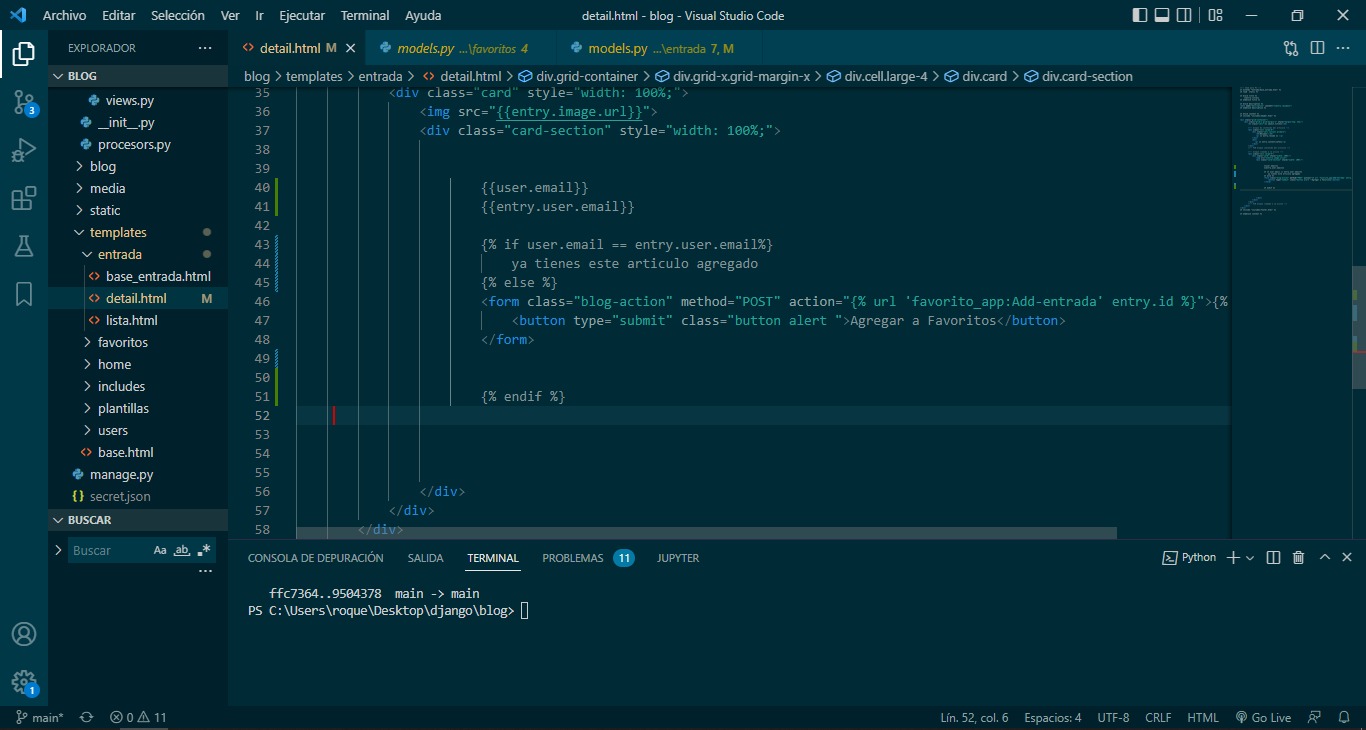 Archivo Editar Selección Ver Ir Ejecutar Terminal Ayuda detail.html - blog - Visual Studio Code
EXPLORADOR ...
BLOG
views.py
__init__.py
procesors.py
blog
media
static
templates
entrada
base_entrada.html
detail.html M
lista.html
favoritos
home
includes
plantillas
users
base.html
manage.py
secret.json
BUSCAR
Buscar Aa ab .*
...
3
1
detail.html M
models.py ...\favoritos 4
models.py ...\entrada 7, M
blog > templates > entrada > detail.html > div.grid-container > div.grid-x.grid-margin-x > div.cell.large-4 > div.card > div.card-section
35 <div class="card" style="width: 100%;">
36 <img src="{{entry.image.url}}">
37 <div class="card-section" style="width: 100%;">
38
39
40 {{user.email}}
41 {{entry.user.email}}
42
43 {% if user.email == entry.user.email%}
44 ya tienes este articulo agregado
45 {% else %}
46 <form class="blog-action" method="POST" action="{% url 'favorito_app:Add-entrada' entry.id %}">{%
47 <button type="submit" class="button alert ">Agregar a Favoritos</button>
48 </form>
49
50
51 {% endif %}
52
53
54
55
56 </div>
57 </div>
58 </div>
CONSOLA DE DEPURACIÓN SALIDA TERMINAL PROBLEMAS 11 JUPYTER Python
ffc7364..9504378 main -> main
PS C:\Users\roque\Desktop\django\blog>
main* 0 11 Lín. 52, col. 6 Espacios: 4 UTF-8 CRLF HTML Go Live